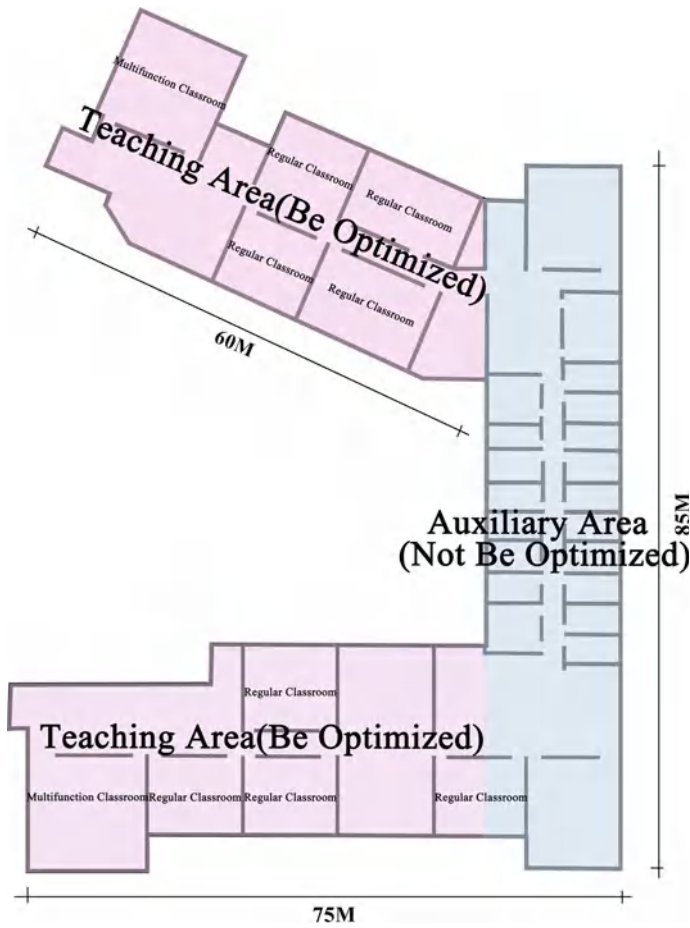 Multifunction Classroom
Teaching Area(Be Optimized)
Regular Classroom
Regular Classroom
Regular Classroom
Regular Classroom
60M
85M
Auxiliary Area
(Not Be Optimized)
Regular Classroom
Teaching Area(Be Optimized)
Multifunction Classroom
Regular Classroom
Regular Classroom
Regular Classroom
75M